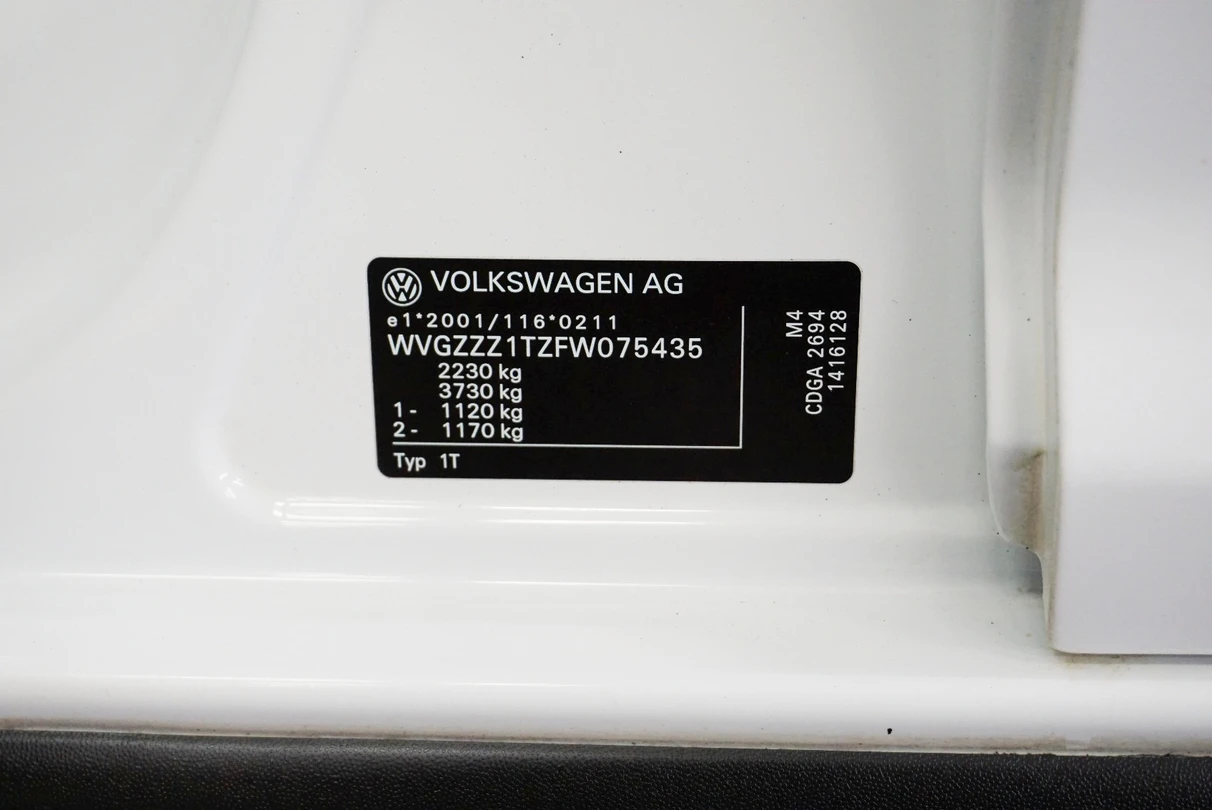 VOLKSWAGEN AG
e1*2001/116*0211
WVGZZZ1TZFW075435
2230 kg
3730 kg
1- 1120 kg
2- 1170 kg
Typ 1T
M4
CDGA 2694
1416128